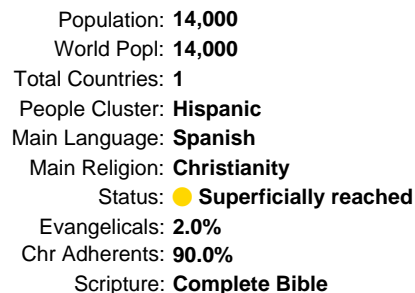 Population: 14,000
World Popl: 14,000
Total Countries: 1
People Cluster: Hispanic
Main Language: Spanish
Main Religion: Christianity
Status: Superficially reached
Evangelicals: 2.0%
Chr Adherents: 90.0%
Scripture: Complete Bible